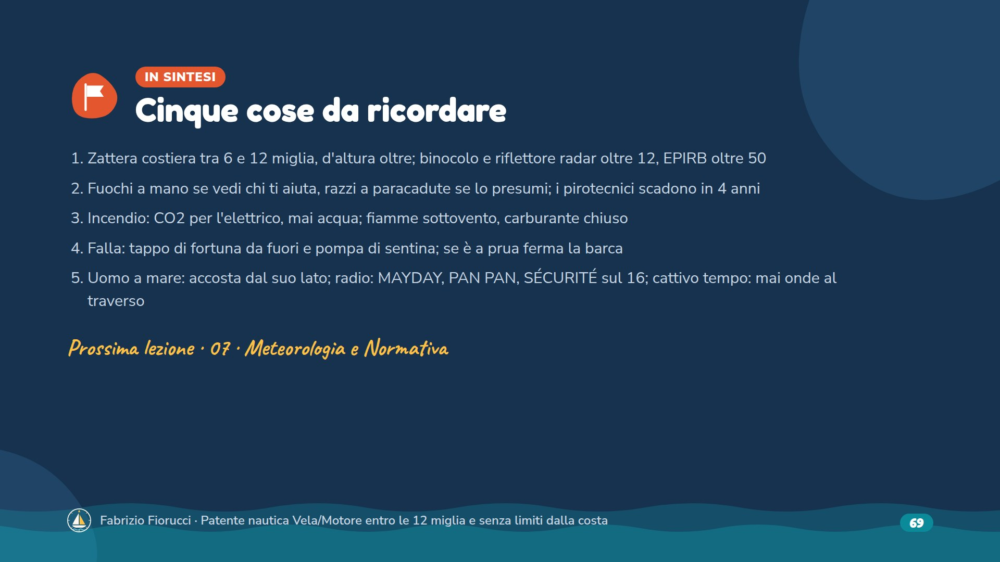 IN SINTESI
Cinque cose da ricordare
1. Zattera costiera tra 6 e 12 miglia, d'altura oltre; binocolo e riflettore radar oltre 12, EPIRB oltre 50
2. Fuochi a mano se vedi chi ti aiuta, razzi a paracadute se lo presumi; i pirotecnici scadono in 4 anni
3. Incendio: CO2 per l'elettrico, mai acqua; fiamme sottovento, carburante chiuso
4. Falla: tappo di fortuna da fuori e pompa di sentina; se è a prua ferma la barca
5. Uomo a mare: accosta dal suo lato; radio: MAYDAY, PAN PAN, SÉCURITÉ sul 16; cattivo tempo: mai onde al
traverso
Prossima lezione · 07 · Meteorologia e Normativa
Fabrizio Fiorucci · Patente nautica Vela/Motore entro le 12 miglia e senza limiti dalla costa
69